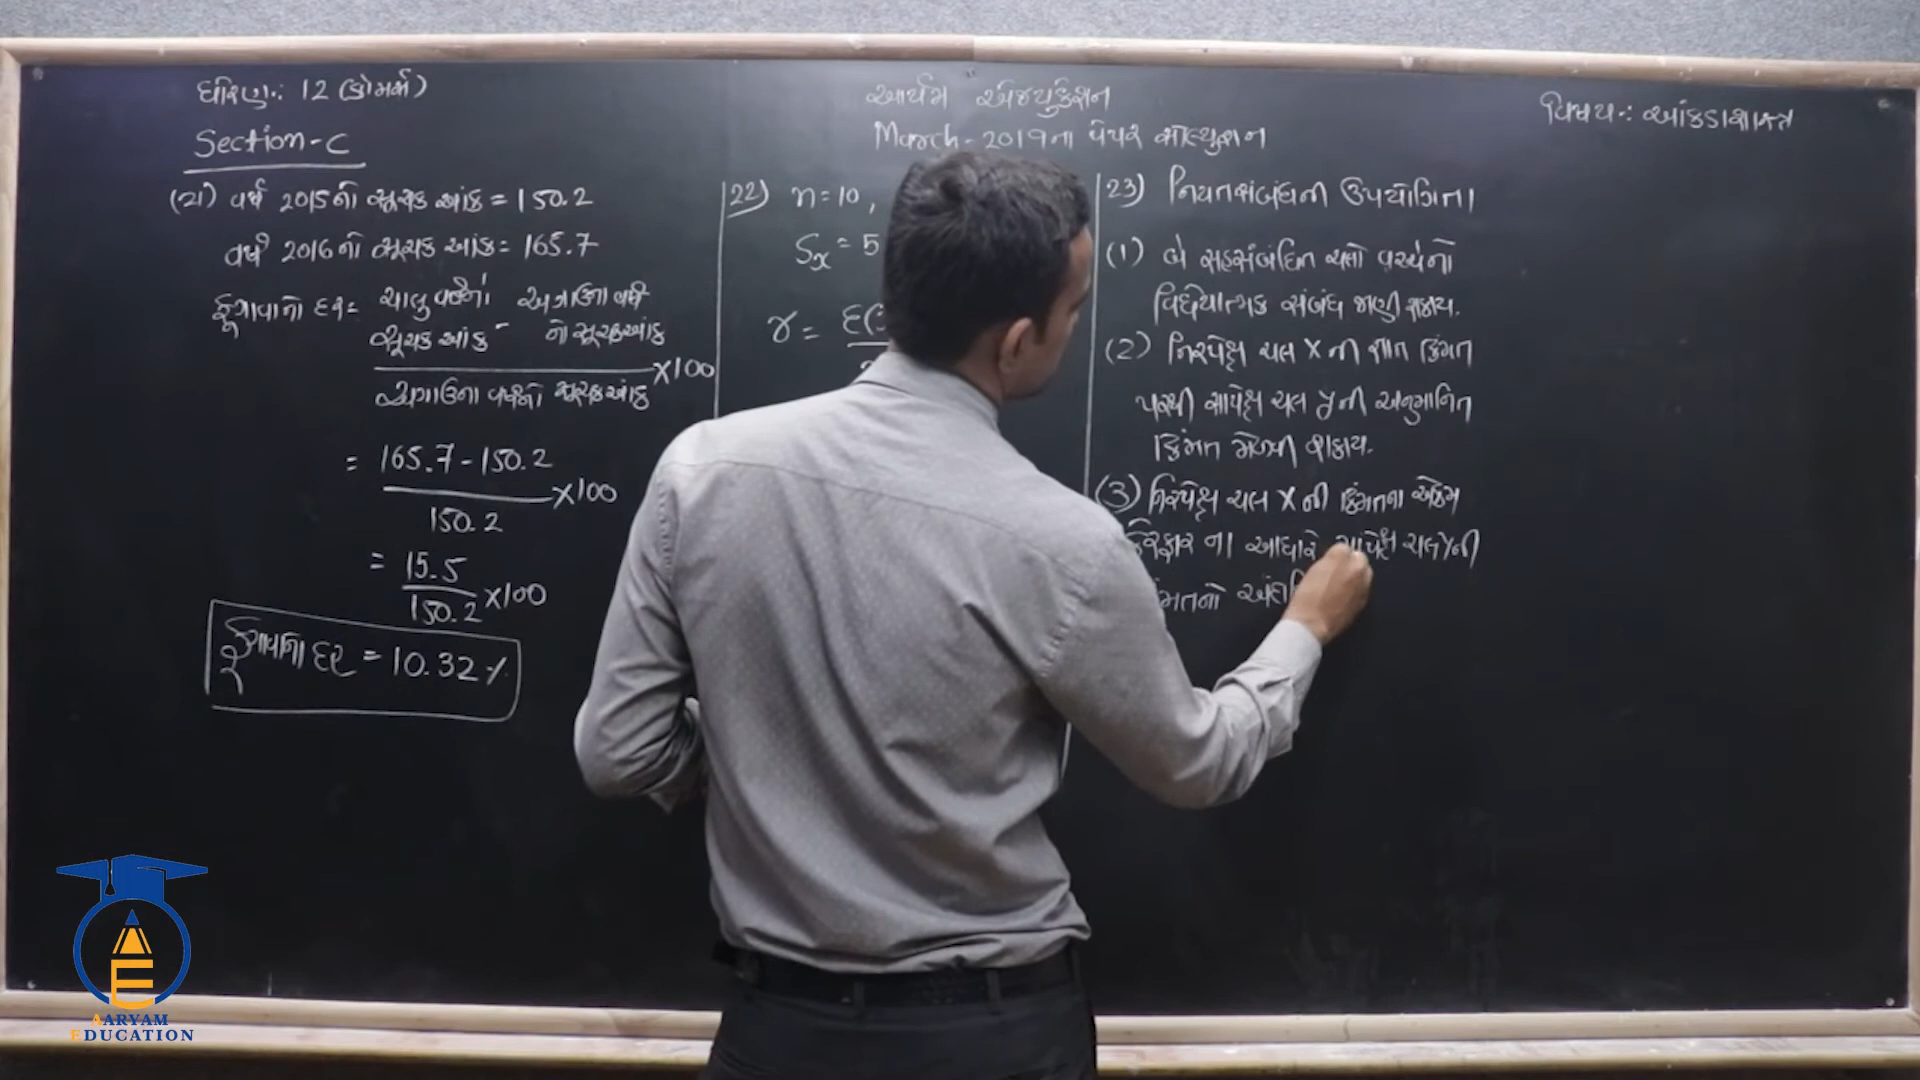 ધોરણ : 12 (કોમર્સ)
Section-C
આર્યમ એજ્યુકેશન
March-2019ના પેપર સોલ્યુશન
વિષય : આંકડાશાસ્ત્ર
(21) વર્ષ 2015નો સૂચક આંક = 150.2
વર્ષ 2016નો સૂચક આંક = 165.7
ફુગાવાનો દર = ચાલુ વર્ષનો સૂચક આંક - અગાઉના વર્ષનો સૂચકઆંક
અગાઉના વર્ષનો સૂચકઆંક ×100
= 165.7 - 150.2
150.2 ×100
= 15.5
150.2 ×100
ફુગાવાનો દર = 10.32 %
22) n = 10,
Sx = 5
r =
23) નિયતસંબંધની ઉપયોગિતા
(1) બે સહસંબંધિત ચલો વચ્ચેનો
વિધેયાત્મક સંબંધ જાણી શકાય.
(2) નિરપેક્ષ ચલ X ની જ્ઞાત કિંમત
પરથી સાપેક્ષ ચલ Y ની અનુમાનિત
કિંમત મેળવી શકાય.
(3) નિરપેક્ષ ચલ X ની કિંમતના એકમ
ફેરફાર ના આધારે સાપેક્ષ ચલ Y ની
AARYAM
EDUCATION